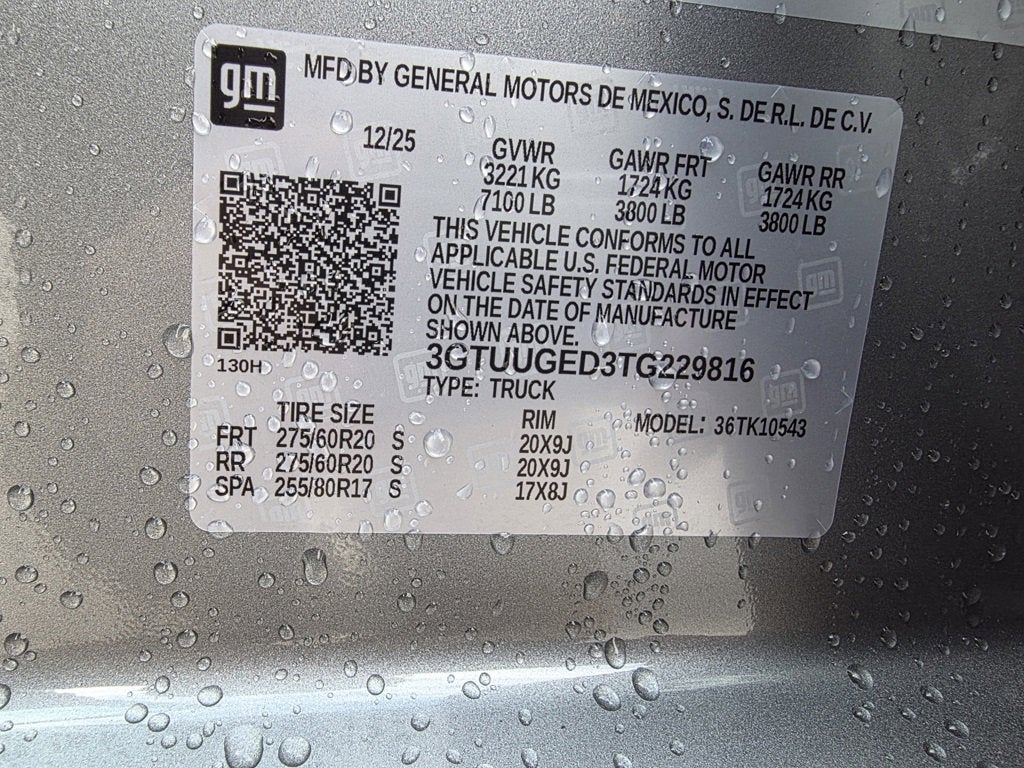 gm MFD BY GENERAL MOTORS DE MEXICO, S. DE R.L. DE C.V.
12/25
GVWR GAWR FRT GAWR RR
3221 KG 1724 KG 1724 KG
7100 LB 3800 LB 3800 LB
THIS VEHICLE CONFORMS TO ALL
APPLICABLE U.S. FEDERAL MOTOR
VEHICLE SAFETY STANDARDS IN EFFECT
ON THE DATE OF MANUFACTURE
SHOWN ABOVE.
130H
3GTUUGED3TG229816
TYPE: TRUCK
TIRE SIZE RIM MODEL: 36TK10543
FRT 275/60R20 S 20X9J
RR 275/60R20 S 20X9J
SPA 255/80R17 S 17X8J